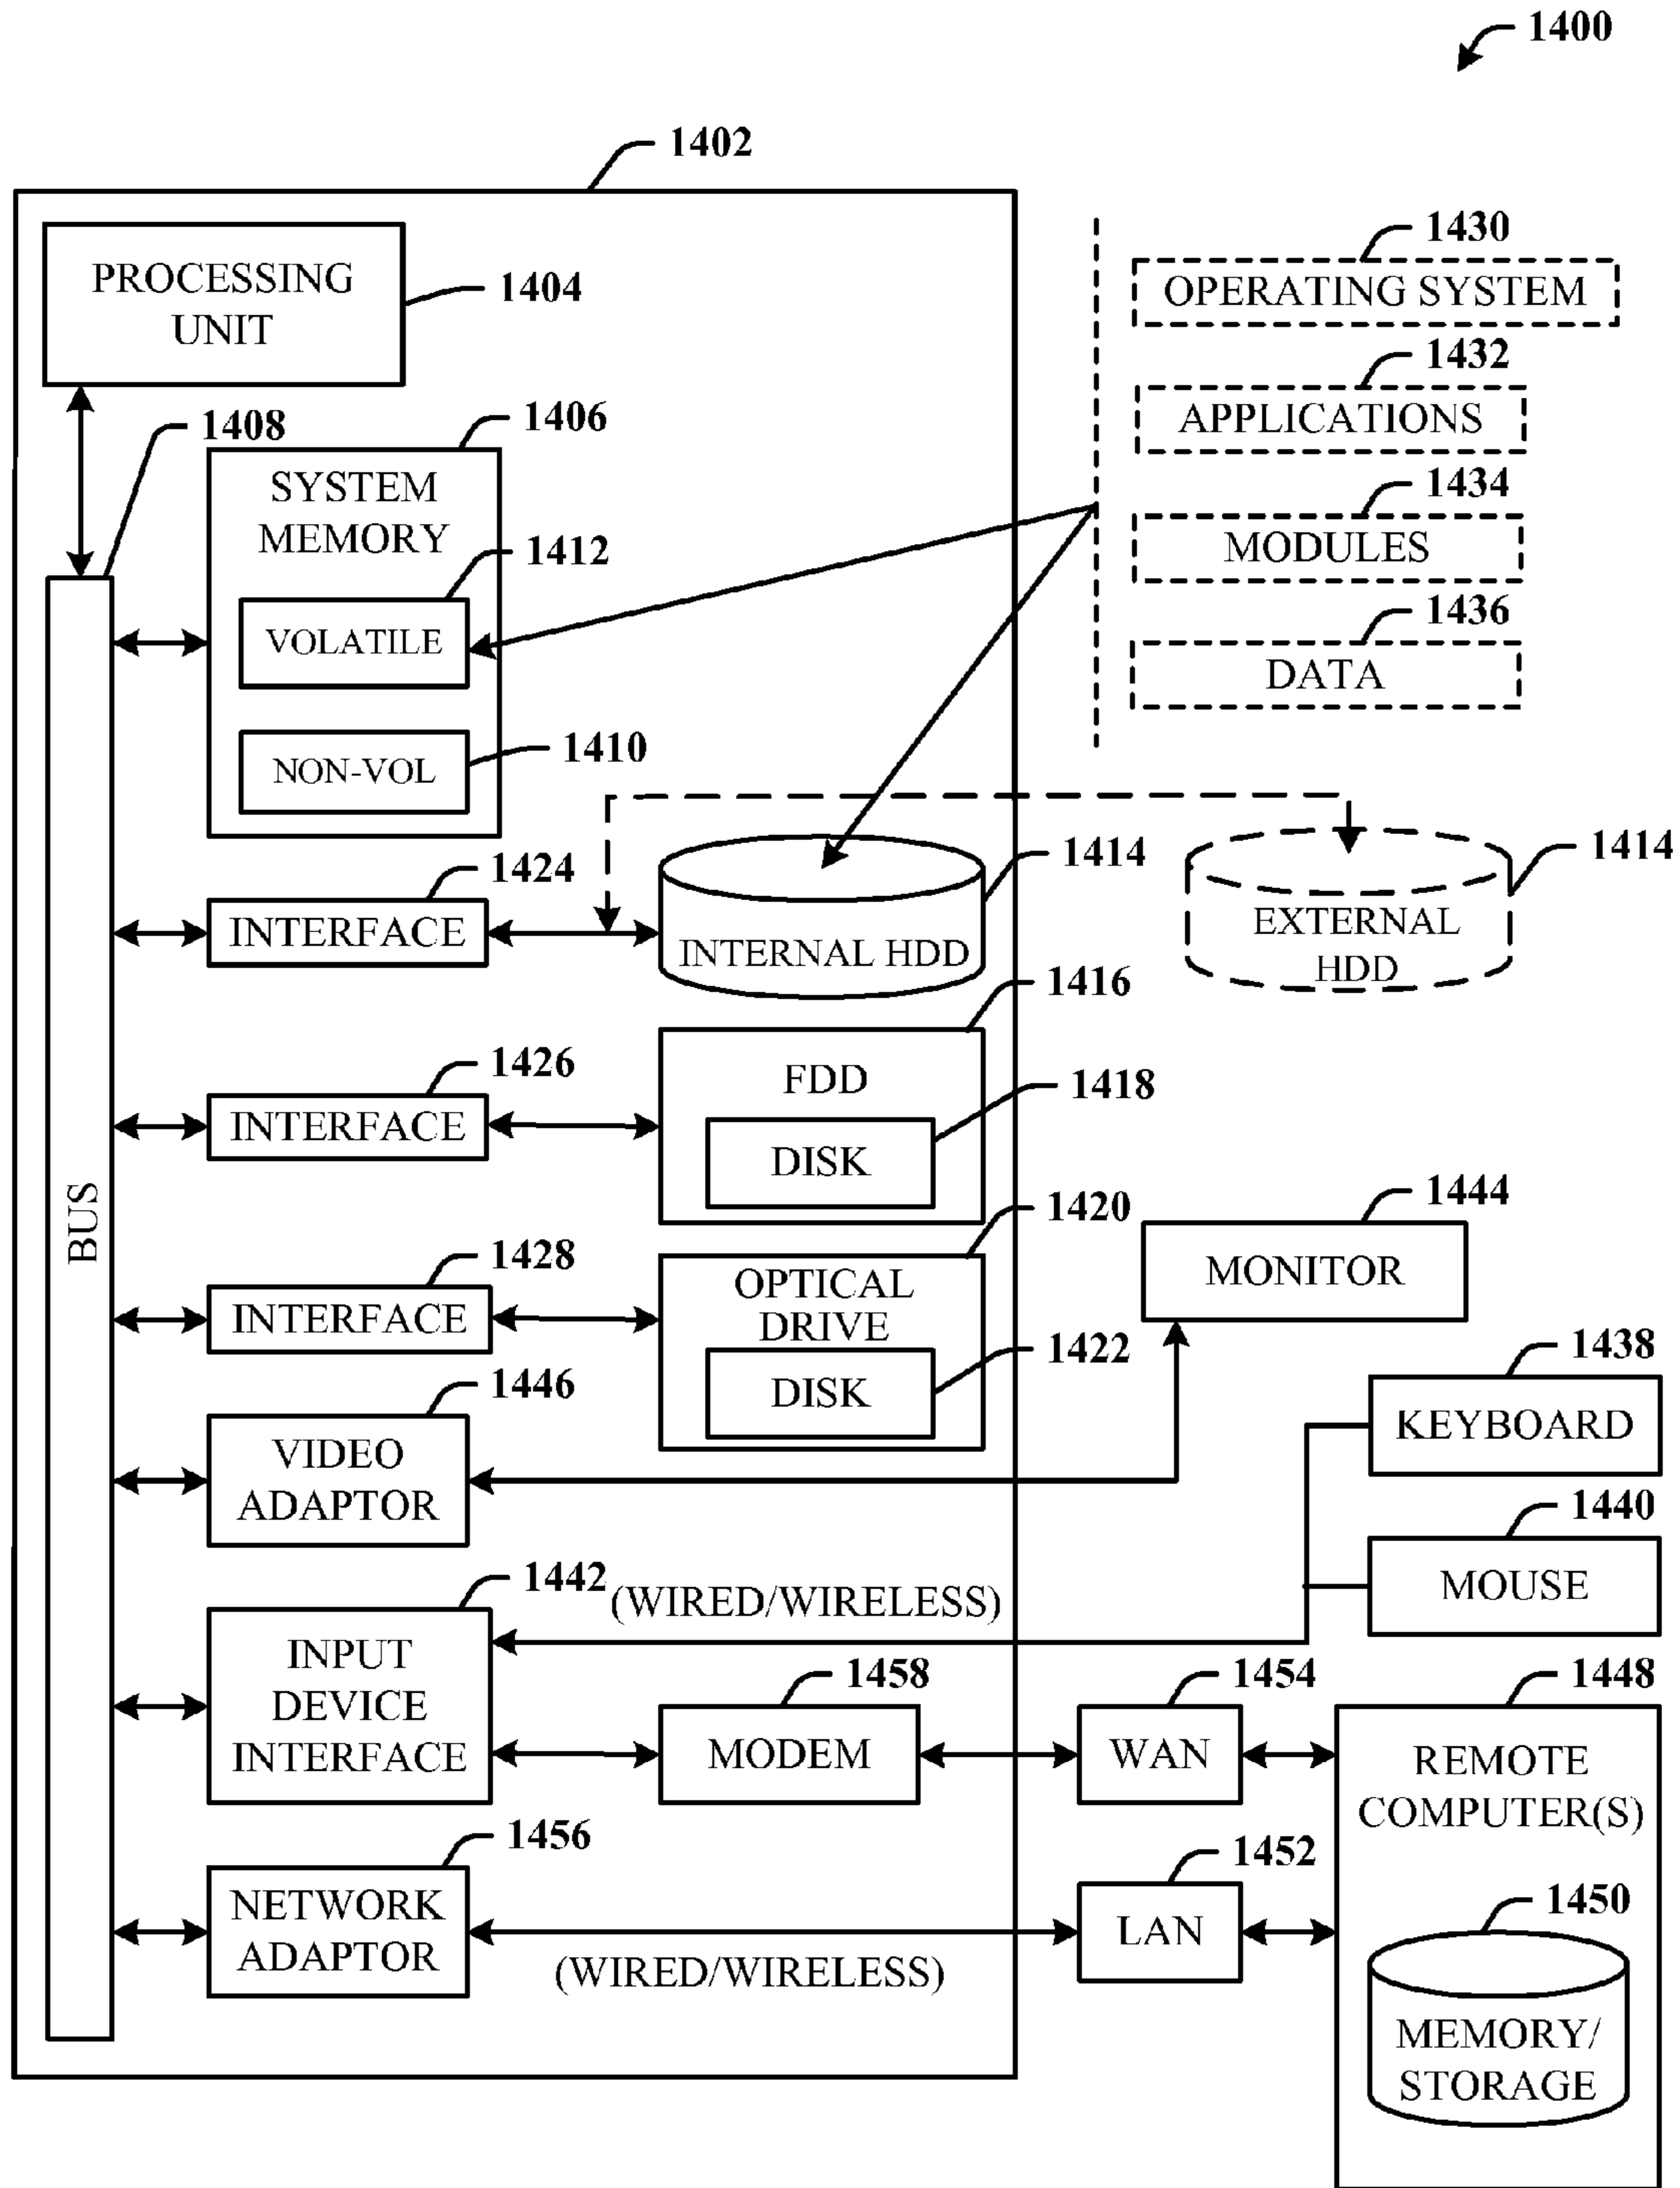 1400
1402
PROCESSING
UNIT
1404
1430
OPERATING SYSTEM
1432
APPLICATIONS
1434
MODULES
1436
DATA
1408
1406
SYSTEM
MEMORY
1412
VOLATILE
1410
NON-VOL
1424
INTERFACE
1414
INTERNAL HDD
1414
EXTERNAL
HDD
1426
INTERFACE
1416
FDD
1418
DISK
BUS
1428
INTERFACE
1420
OPTICAL
DRIVE
1422
DISK
1444
MONITOR
1446
VIDEO
ADAPTOR
1438
KEYBOARD
1440
MOUSE
1442
(WIRED/WIRELESS)
INPUT
DEVICE
INTERFACE
1458
MODEM
1454
WAN
1448
REMOTE
COMPUTER(S)
1456
NETWORK
ADAPTOR
(WIRED/WIRELESS)
1452
LAN
1450
MEMORY/
STORAGE